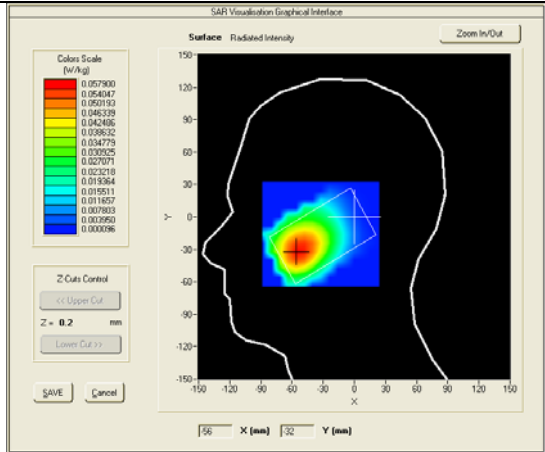 SAR Visualisation Graphical Interface
Surface Radiated Intensity
Zoom In/Out
Colors Scale
(W/kg)
0.057900
0.054047
0.050193
0.046339
0.042486
0.038632
0.034779
0.030925
0.027071
0.023218
0.019364
0.015511
0.011657
0.007803
0.003950
0.000096
Z-Cuts Control
<< Upper Cut
Z = 0.2 mm
Lower Cut >>
SAVE Cancel
150
120
90
60
30
0
-30
-60
-90
-120
-150
Y
-150 -120 -90 -60 -30 0 30 60 90 120 150
X
-56 X (mm) -32 Y (mm)